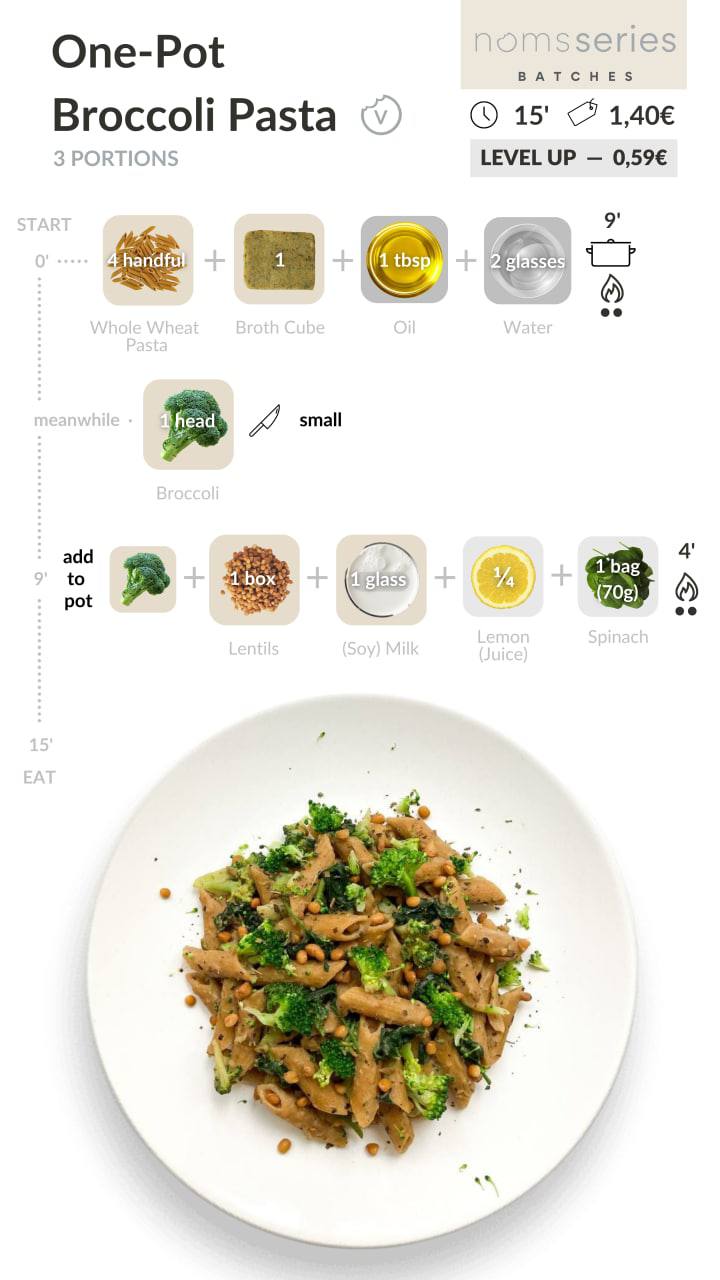 One-Pot
Broccoli Pasta
V
3 PORTIONS
nomsseries
BATCHES
15' 1,40€
LEVEL UP — 0,59€
START
0'
4 handful + 1 + 1 tbsp + 2 glasses
9'
Whole Wheat
Pasta
Broth Cube
Oil
Water
meanwhile · 1 head small
Broccoli
9'
add
to
pot
+ 1 box + 1 glass + ¼ + 1 bag
(70g)
4'
Lentils
(Soy) Milk
Lemon
(Juice)
Spinach
15'
EAT